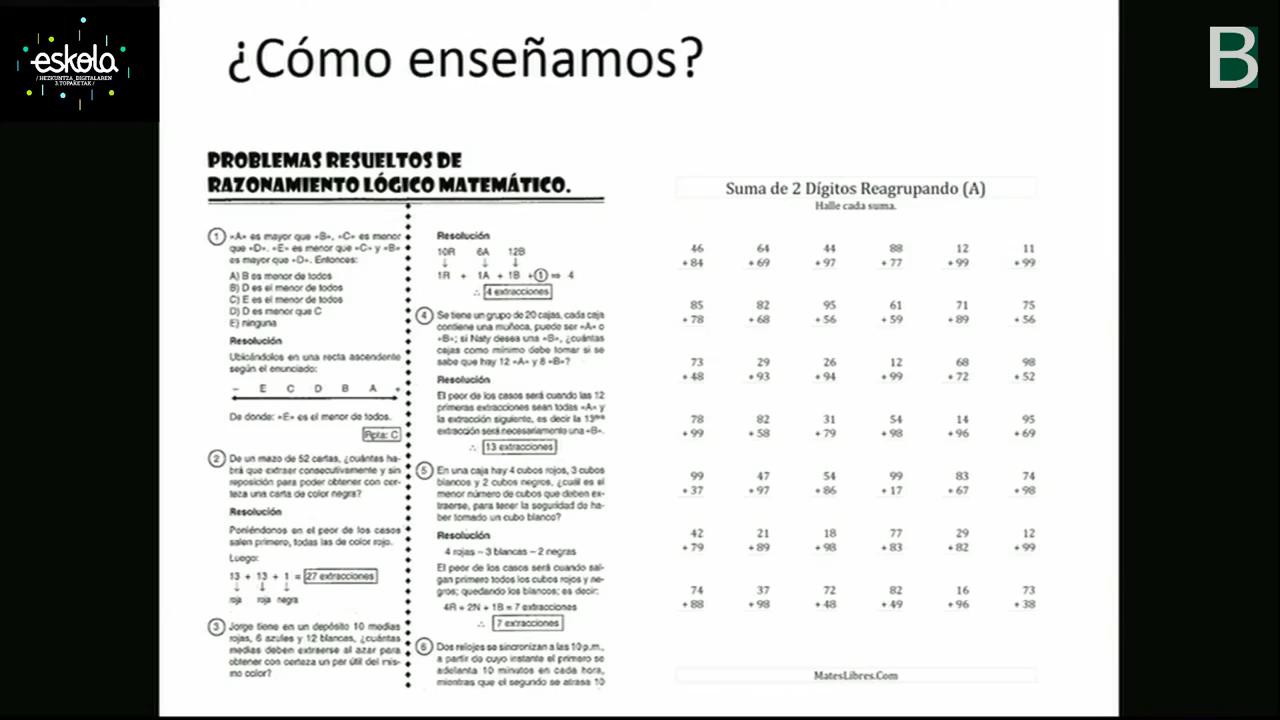 eskola
/ HEZKUNTZA_DIGITALAREN
3.TOPAKETAK /
B
¿Cómo enseñamos?
PROBLEMAS RESUELTOS DE
RAZONAMIENTO LÓGICO MATEMÁTICO.
1 «A» es mayor que «B», «C» es menor
que «D». «E» es menor que «C» y «B»
es mayor que «D». Entonces:
A) B es menor de todos
B) D es el menor de todos
C) E es el menor de todos
D) D es menor que C
E) ninguna
Resolución
Ubicándolos en una recta ascendente
según el enunciado:
− E C D B A +
De donde: «E» es el menor de todos.
Rpta: C
2 De un mazo de 52 cartas, ¿cuántas ha-
brá que extraer consecutivamente y sin
reposición para poder obtener con cer-
teza una carta de color negra?
Resolución
Poniéndonos en el peor de los casos
salen primero, todas las de color rojo.
Luego:
13 + 13 + 1 = 27 extracciones
↓ ↓ ↓
roja roja negra
3 Jorge tiene en un depósito 10 medias
rojas, 6 azules y 12 blancas, ¿cuántas
medias deben extraerse al azar para
obtener con certeza un par útil del mis-
mo color?
Resolución
10R 6A 12B
↓ ↓ ↓
1R + 1A + 1B + 1 ⇒ 4
∴ 4 extracciones
4 Se tiene un grupo de 20 cajas, cada caja
contiene una muñeca, puede ser «A» o
«B»; si Naty desea una «B», ¿cuántas
cajas como mínimo debe tomar si se
sabe que hay 12 «A» y 8 «B»?
Resolución
El peor de los casos será cuando las 12
primeras extracciones sean todas «A» y
la extracción siguiente, es decir la 13ava
extracción será necesariamente una «B».
∴ 13 extracciones
5 En una caja hay 4 cubos rojos, 3 cubos
blancos y 2 cubos negros, ¿cuál es el
menor número de cubos que deben ex-
traerse, para tener la seguridad de ha-
ber tomado un cubo blanco?
Resolución
4 rojas − 3 blancas − 2 negras
El peor de los casos será cuando sal-
gan primero todos los cubos rojos y ne-
gros; quedando los blancos; es decir:
4R + 2N + 1B = 7 extracciones
∴ 7 extracciones
6 Dos relojes se sincronizan a las 10 p.m.,
a partir de cuyo instante el primero se
adelanta 10 minutos en cada hora,
mientras que el segundo se atrasa 10
Suma de 2 Dígitos Reagrupando (A)
Halle cada suma.
46 64 44 88 12 11
+ 84 + 69 + 97 + 77 + 99 + 99
85 82 95 61 71 75
+ 78 + 68 + 56 + 59 + 89 + 56
73 29 26 12 68 98
+ 48 + 93 + 94 + 99 + 72 + 52
78 82 31 54 14 95
+ 99 + 58 + 79 + 98 + 96 + 69
99 47 54 99 83 74
+ 37 + 97 + 86 + 17 + 67 + 98
42 21 18 77 29 12
+ 79 + 89 + 98 + 83 + 82 + 99
74 37 72 82 16 73
+ 88 + 98 + 48 + 49 + 96 + 38
MatesLibres.Com